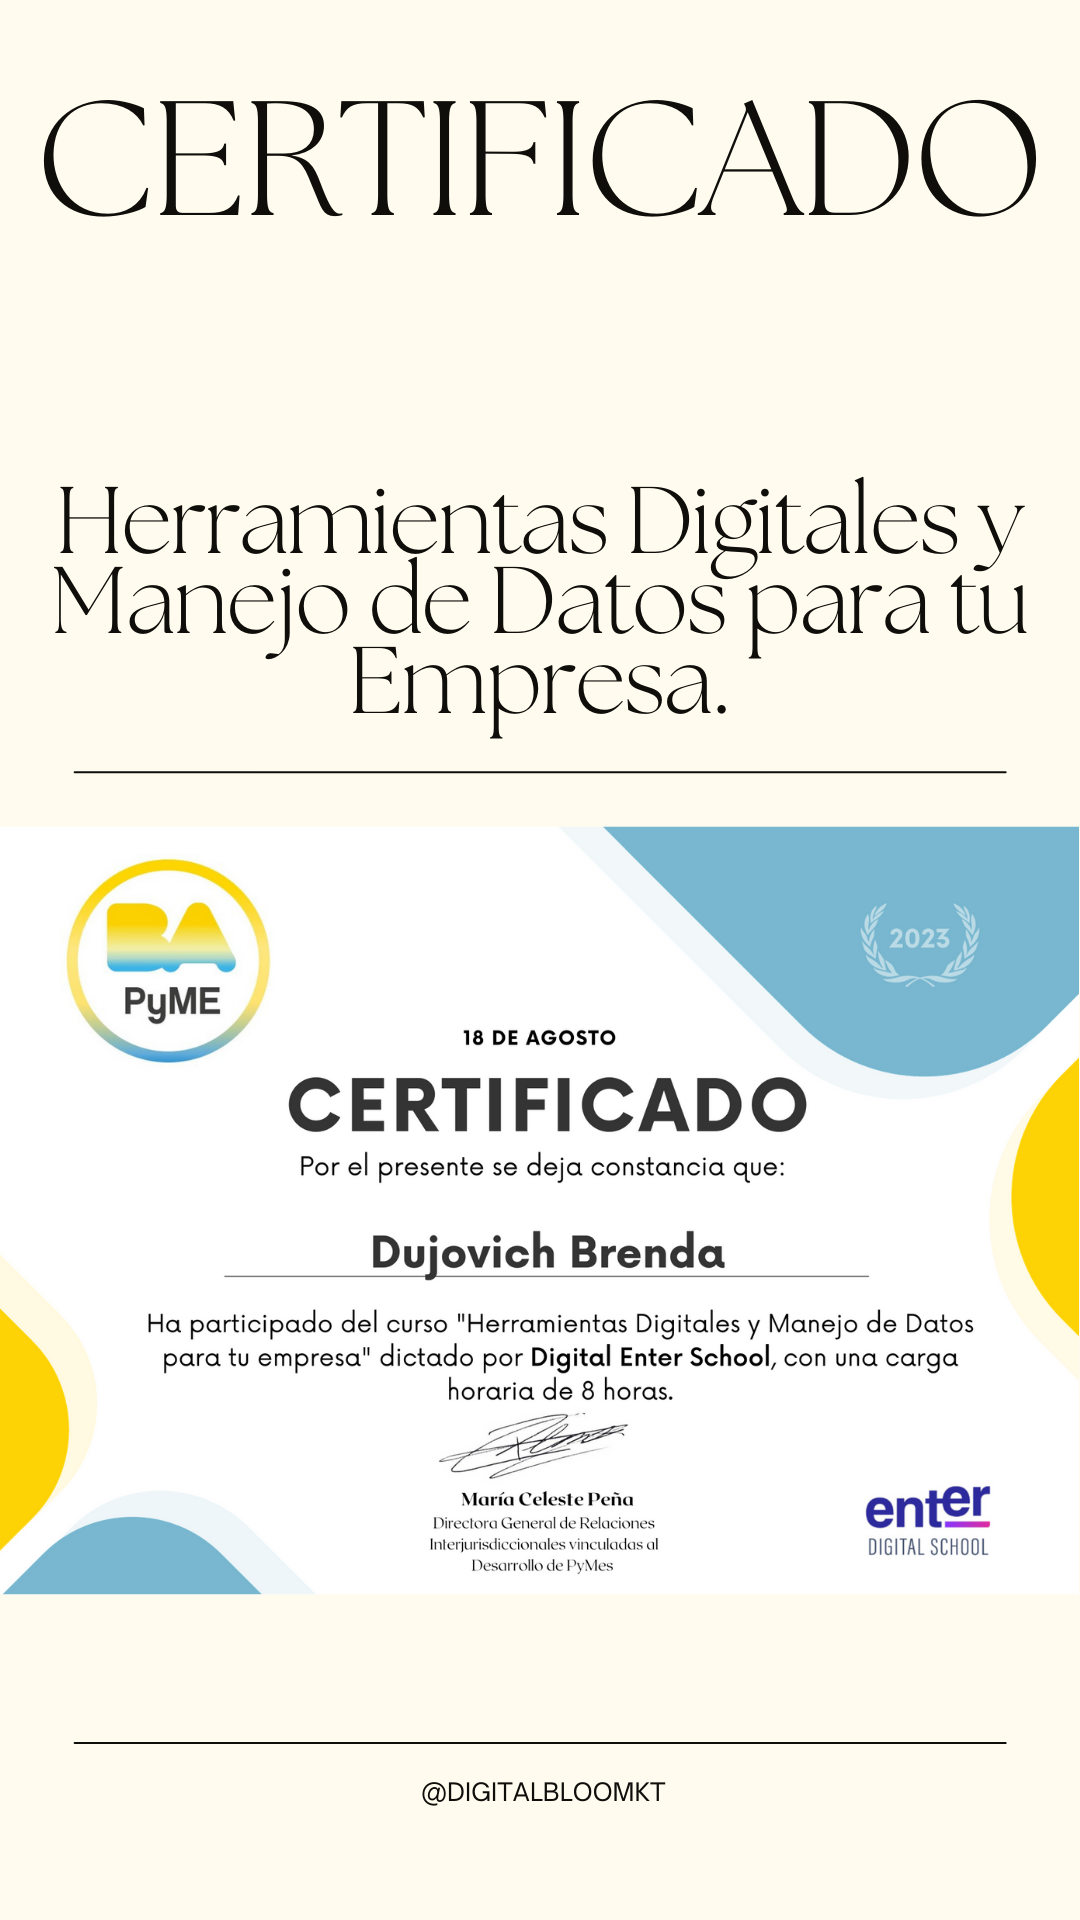 CERTIFICADO
Herramientas Digitales y
Manejo de Datos para tu
Empresa.
BA
PyME
2023
18 DE AGOSTO
CERTIFICADO
Por el presente se deja constancia que:
Dujovich Brenda
Ha participado del curso "Herramientas Digitales y Manejo de Datos
para tu empresa" dictado por Digital Enter School, con una carga
horaria de 8 horas.
María Celeste Peña
Directora General de Relaciones
Interjurisdiccionales vinculadas al
Desarrollo de PyMes
enter
DIGITAL SCHOOL
@DIGITALBLOOMKT